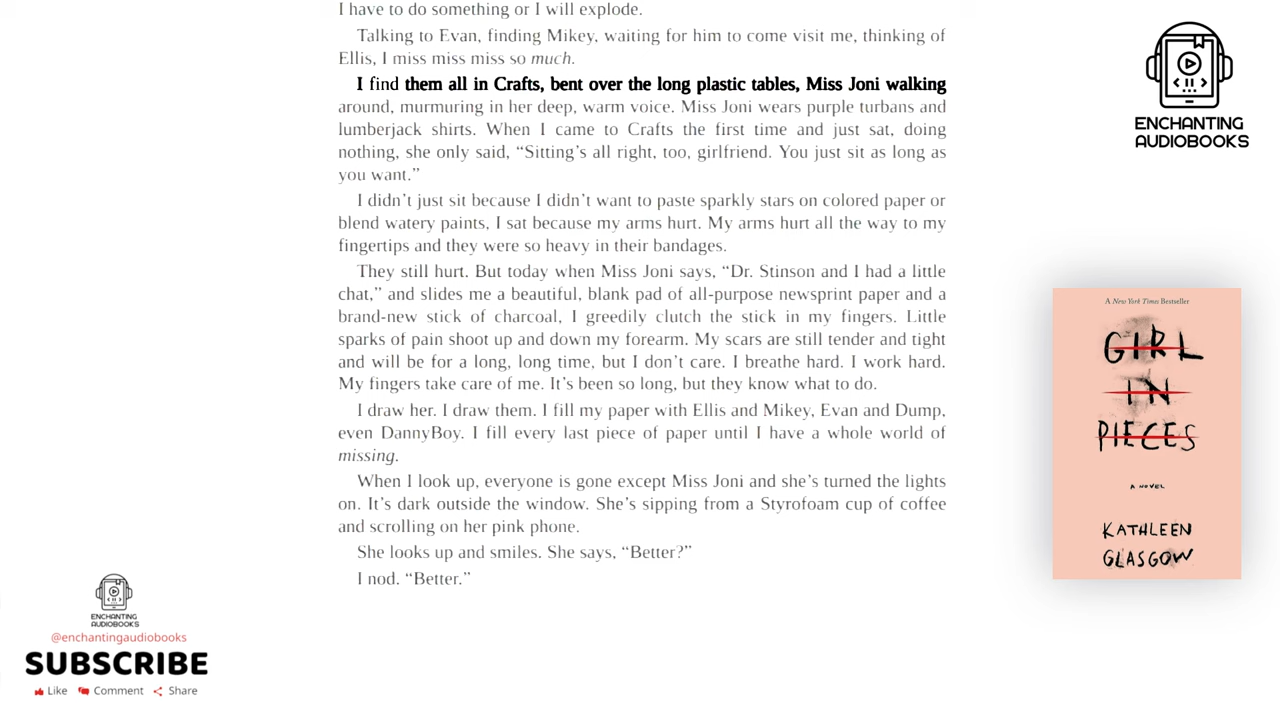 I have to do something or I will explode.
Talking to Evan, finding Mikey, waiting for him to come visit me, thinking of
Ellis, I miss miss miss so much.
I find them all in Crafts, bent over the long plastic tables, Miss Joni walking
around, murmuring in her deep, warm voice. Miss Joni wears purple turbans and
lumberjack shirts. When I came to Crafts the first time and just sat, doing
nothing, she only said, “Sitting’s all right, too, girlfriend. You just sit as long as
you want.”
I didn’t just sit because I didn’t want to paste sparkly stars on colored paper or
blend watery paints, I sat because my arms hurt. My arms hurt all the way to my
fingertips and they were so heavy in their bandages.
They still hurt. But today when Miss Joni says, “Dr. Stinson and I had a little
chat,” and slides me a beautiful, blank pad of all-purpose newsprint paper and a
brand-new stick of charcoal, I greedily clutch the stick in my fingers. Little
sparks of pain shoot up and down my forearm. My scars are still tender and tight
and will be for a long, long time, but I don’t care. I breathe hard. I work hard.
My fingers take care of me. It’s been so long, but they know what to do.
I draw her. I draw them. I fill my paper with Ellis and Mikey, Evan and Dump,
even DannyBoy. I fill every last piece of paper until I have a whole world of
missing.
When I look up, everyone is gone except Miss Joni and she’s turned the lights
on. It’s dark outside the window. She’s sipping from a Styrofoam cup of coffee
and scrolling on her pink phone.
She looks up and smiles. She says, “Better?”
I nod. “Better.”
ENCHANTING
AUDIOBOOKS
A New York Times Bestseller
GIRL
IN
PIECES
A NOVEL
KATHLEEN
GLASGOW
ENCHANTING
AUDIOBOOKS
@enchantingaudiobooks
SUBSCRIBE
Like Comment Share